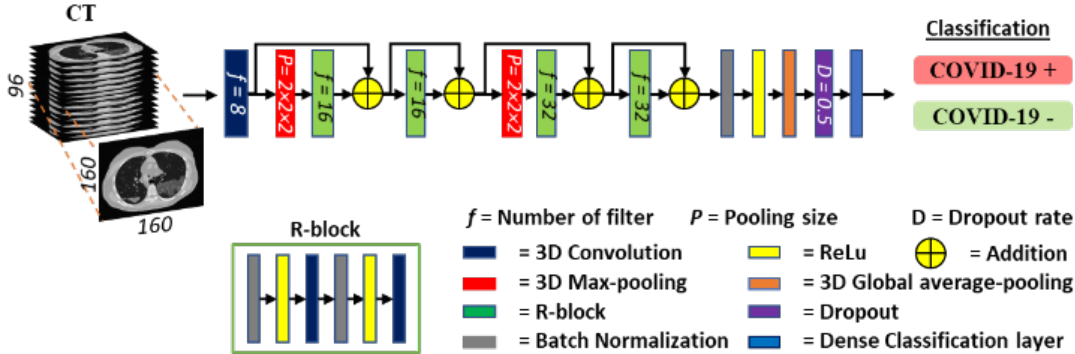 CT
96
160
160
f = 8
P= 2×2×2
f = 16
f = 16
P= 2×2×2
f = 32
f = 32
D = 0.5
Classification
COVID-19 +
COVID-19 -
R-block
f = Number of filter
P = Pooling size
D = Dropout rate
= 3D Convolution
= ReLu
= Addition
= 3D Max-pooling
= 3D Global average-pooling
= R-block
= Dropout
= Batch Normalization
= Dense Classification layer